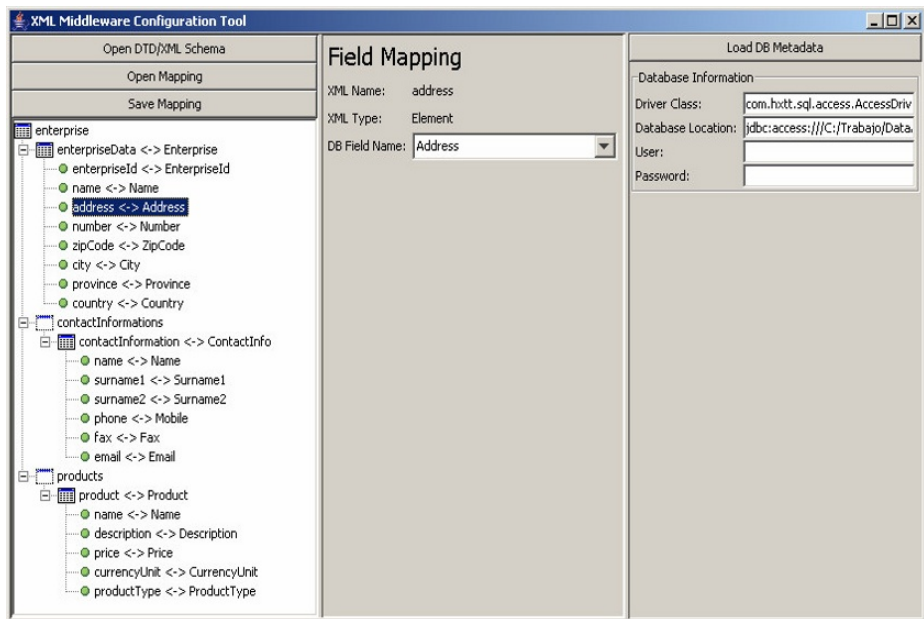 XML Middleware Configuration Tool
Open DTD/XML Schema
Open Mapping
Save Mapping
enterprise
enterpriseData <-> Enterprise
enterpriseId <-> EnterpriseId
name <-> Name
address <-> Address
number <-> Number
zipCode <-> ZipCode
city <-> City
province <-> Province
country <-> Country
contactInformations
contactInformation <-> ContactInfo
name <-> Name
surname1 <-> Surname1
surname2 <-> Surname2
phone <-> Mobile
fax <-> Fax
email <-> Email
products
product <-> Product
name <-> Name
description <-> Description
price <-> Price
currencyUnit <-> CurrencyUnit
productType <-> ProductType
Field Mapping
XML Name: address
XML Type: Element
DB Field Name: Address
Load DB Metadata
Database Information
Driver Class: com.hxtt.sql.access.AccessDriv
Database Location: jdbc:access:///C:/Trabajo/Data.
User:
Password: